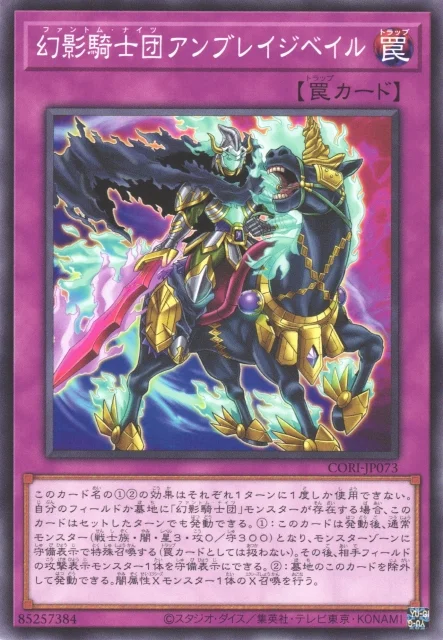 ファントム・ナイツ
幻影騎士団アンブレイジベイル
トラップ
罠
トラップ
【罠カード】
CORI-JP073
このカード名の①②の効果はそれぞれ1ターンに1度しか使用できない。
自分のフィールドか墓地に「幻影騎士団」モンスターが存在する場合、この
カードはセットしたターンでも発動できる。①：このカードは発動後、通常
モンスター(戦士族・闇・星3・攻0／守300)となり、モンスターゾーンに
守備表示で特殊召喚する(罠カードとしては扱わない)。その後、相手フィールド
の攻撃表示モンスター1体を守備表示にできる。②：墓地のこのカードを除外
して発動できる。闇属性Xモンスター1体のX召喚を行う。
85257384
©スタジオ・ダイス／集英社・テレビ東京・KONAMI